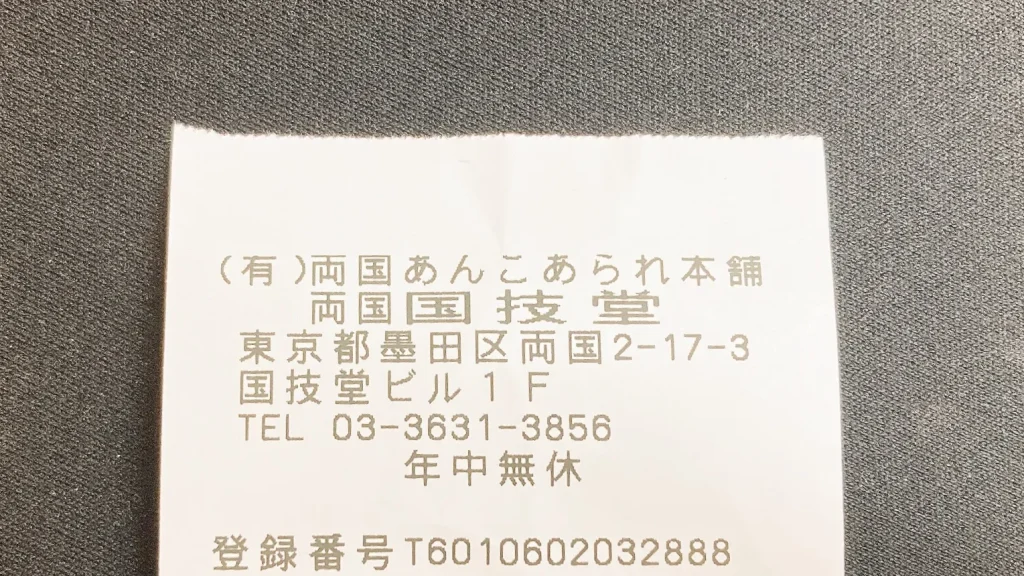 (有)両国あんこあられ本舗
両国国技堂
東京都墨田区両国2-17-3
国技堂ビル1F
TEL 03-3631-3856
年中無休
登録番号T6010602032888